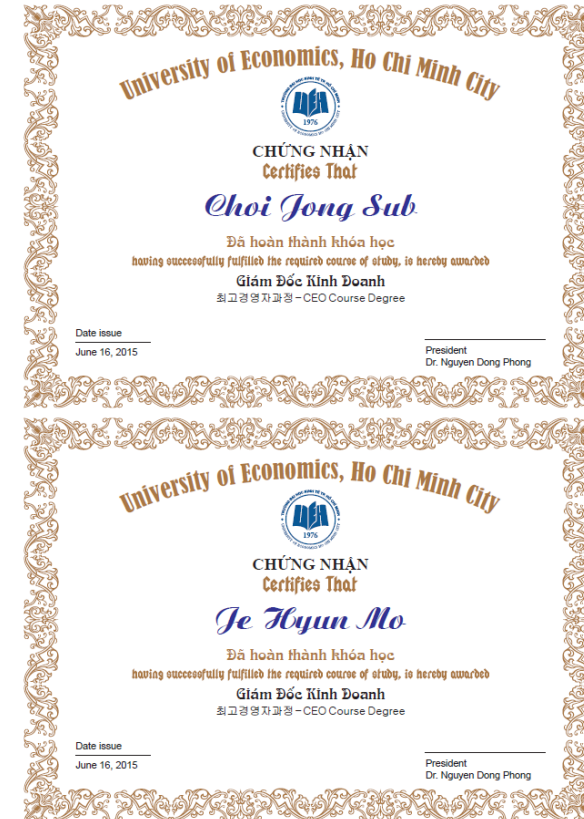 University of Economics, Ho Chi Minh City
1976
CHỨNG NHẬN
Certifies That
Choi Jong Sub
Đã hoàn thành khóa học
having successfully fulfilled the required course of study, is hereby awarded
Giám Đốc Kinh Doanh
최고경영자과정 - CEO Course Degree
Date issue
June 16, 2015
President
Dr. Nguyen Dong Phong
University of Economics, Ho Chi Minh City
1976
CHỨNG NHẬN
Certifies That
Je Hyun Mo
Đã hoàn thành khóa học
having successfully fulfilled the required course of study, is hereby awarded
Giám Đốc Kinh Doanh
최고경영자과정 - CEO Course Degree
Date issue
June 16, 2015
President
Dr. Nguyen Dong Phong